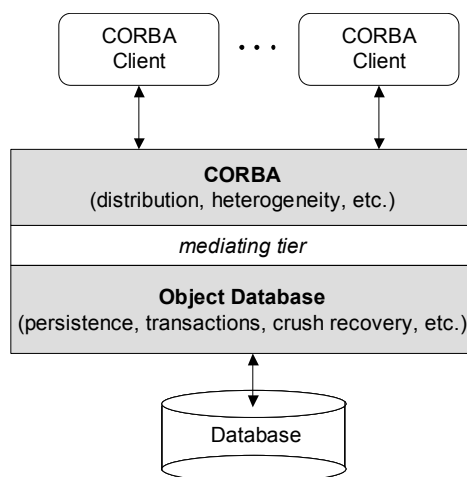 CORBA
Client
...
CORBA
Client
CORBA
(distribution, heterogeneity, etc.)
mediating tier
Object Database
(persistence, transactions, crush recovery, etc.)
Database